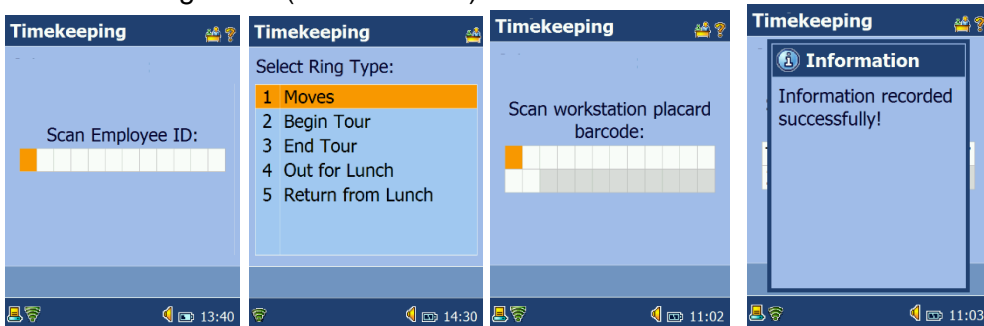 Timekeeping
Scan Employee ID:
13:40
Timekeeping
Select Ring Type:
1 Moves
2 Begin Tour
3 End Tour
4 Out for Lunch
5 Return from Lunch
14:30
Timekeeping
Scan workstation placard
barcode:
11:02
Timekeeping
Information
Information recorded
successfully!
11:03